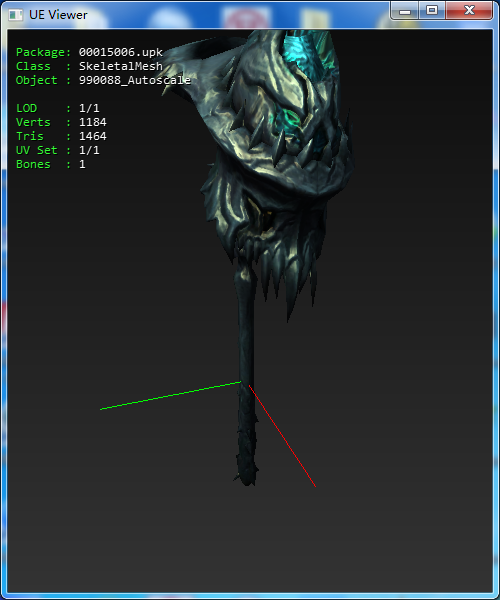 UE Viewer
Package: 00015006.upk
Class : SkeletalMesh
Object : 990088_Autoscale
LOD : 1/1
Verts : 1184
Tris : 1464
UV Set : 1/1
Bones : 1